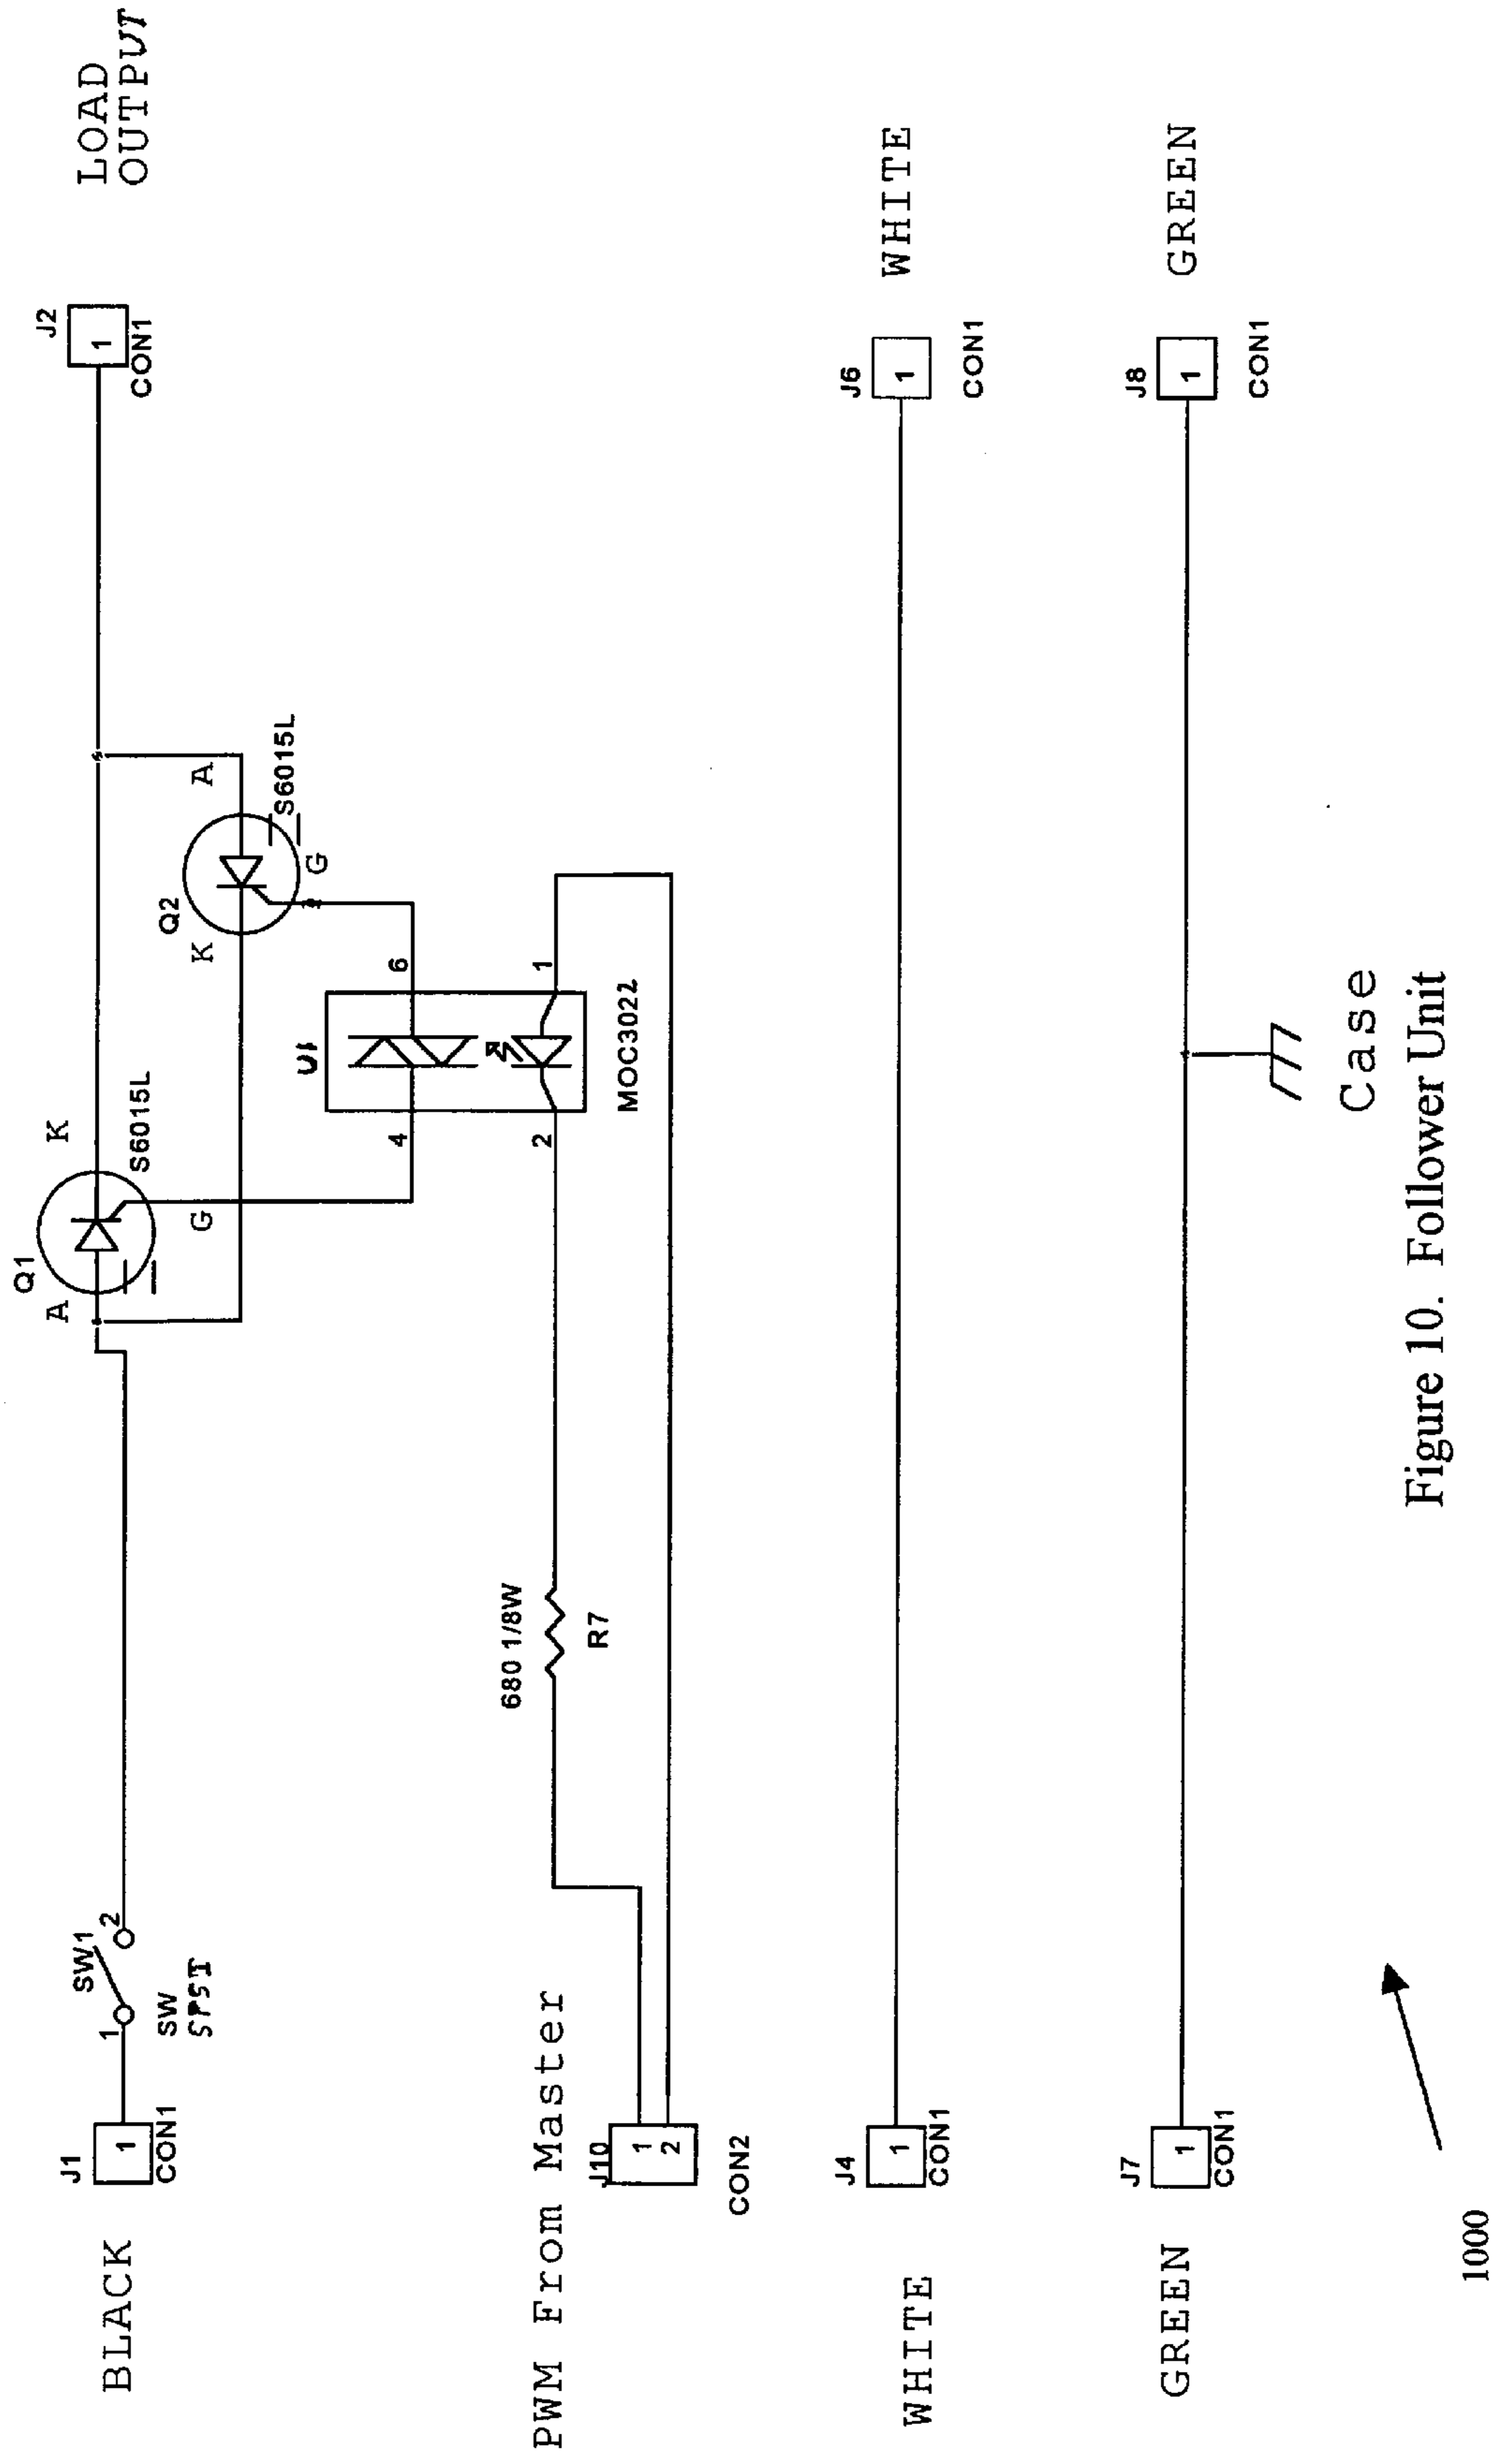 LOAD
OUTPUT
J2
1
CON1
K
S6015L
A
Q1
A
G
Q2
K
A
S6015L
G
BLACK
J1
1
CON1
1
SW1
2
SW
SPST
U1
4
6
2
1
MOC3022
680 1/8W
R7
PWM From Master
J10
1
2
CON2
WHITE
J4
1
CON1
J6
1
CON1
WHITE
GREEN
J7
1
CON1
J8
1
CON1
GREEN
Case
1000
Figure 10. Follower Unit